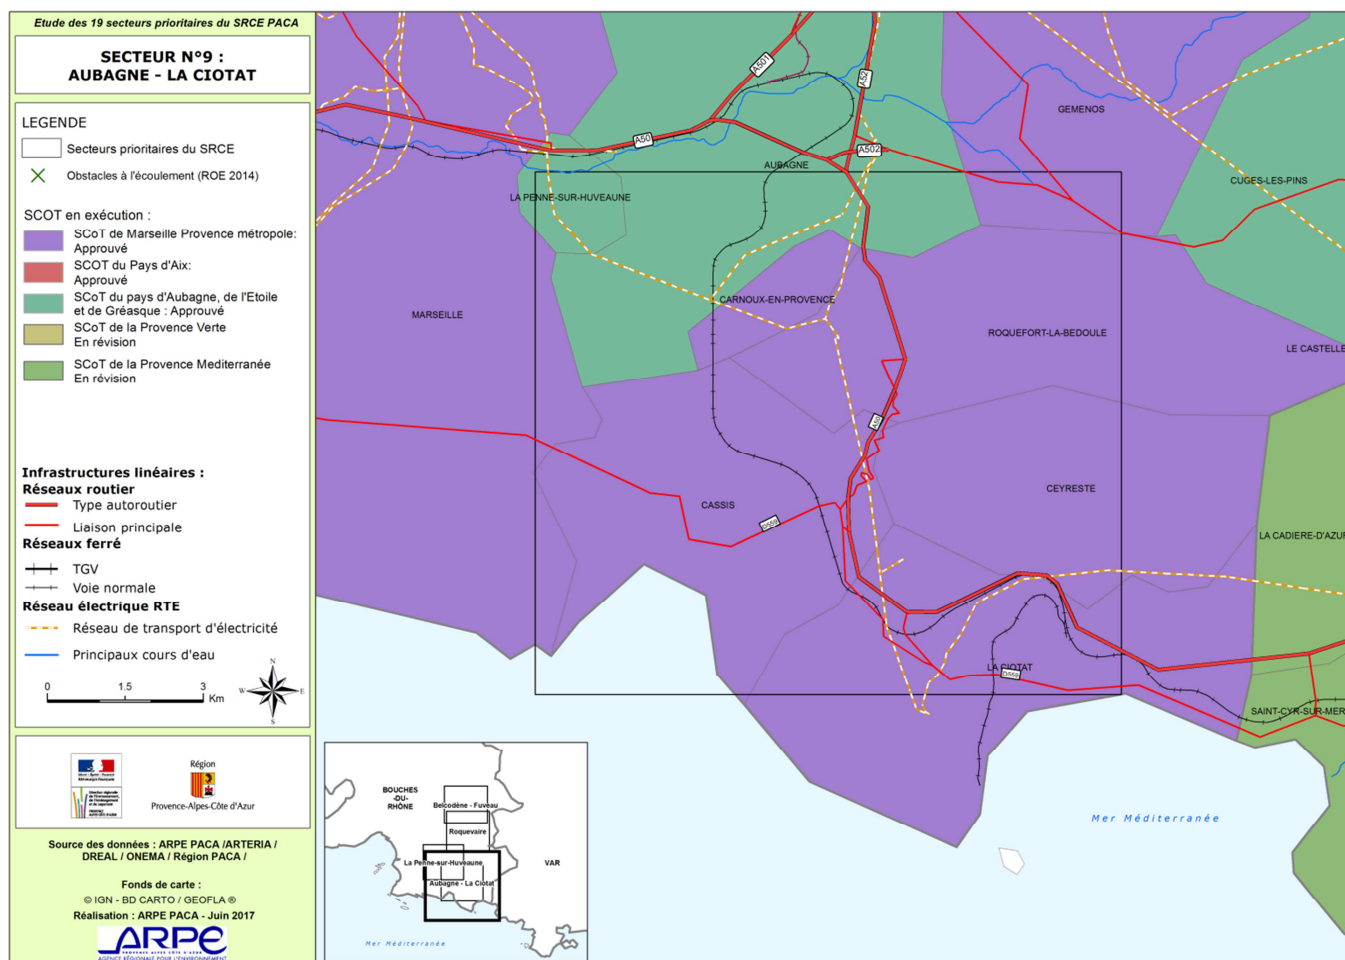 Etude des 19 secteurs prioritaires du SRCE PACA
SECTEUR N°9 :
AUBAGNE - LA CIOTAT
LEGENDE
Secteurs prioritaires du SRCE
Obstacles à l'écoulement (ROE 2014)
SCOT en exécution :
SCoT de Marseille Provence métropole:
Approuvé
SCOT du Pays d'Aix:
Approuvé
SCoT du pays d'Aubagne, de l'Etoile
et de Gréasque : Approuvé
SCoT de la Provence Verte
En révision
SCoT de la Provence Mediterranée
En révision
Infrastructures linéaires :
Réseaux routier
Type autoroutier
Liaison principale
Réseaux ferré
TGV
Voie normale
Réseau électrique RTE
Réseau de transport d'électricité
Principaux cours d'eau
N
W E
S
0 1.5 3
Km
Région
Provence-Alpes-Côte d'Azur
Source des données : ARPE PACA /ARTERIA /
DREAL / ONEMA / Région PACA /
Fonds de carte :
© IGN - BD CARTO / GEOFLA ®
Réalisation : ARPE PACA - Juin 2017
ARPE
PROVENCE ALPES CÔTE D'AZUR
AGENCE RÉGIONALE POUR L'ENVIRONNEMENT
A501
A52
A50
A502
GEMENOS
AUBAGNE
CUGES-LES-PINS
LA PENNE-SUR-HUVEAUNE
CARNOUX-EN-PROVENCE
MARSEILLE
ROQUEFORT-LA-BEDOULE
LE CASTELLE
A50
CEYRESTE
CASSIS
D559
LA CADIERE-D'AZUR
LA CIOTAT
D559
SAINT-CYR-SUR-MER
Mer Méditerranée
BOUCHES
-DU-
RHÔNE
Belcodène - Fuveau
Roquevaire
La Penne-sur-Huveaune
VAR
Aubagne - La Ciotat
Mer Méditerranée